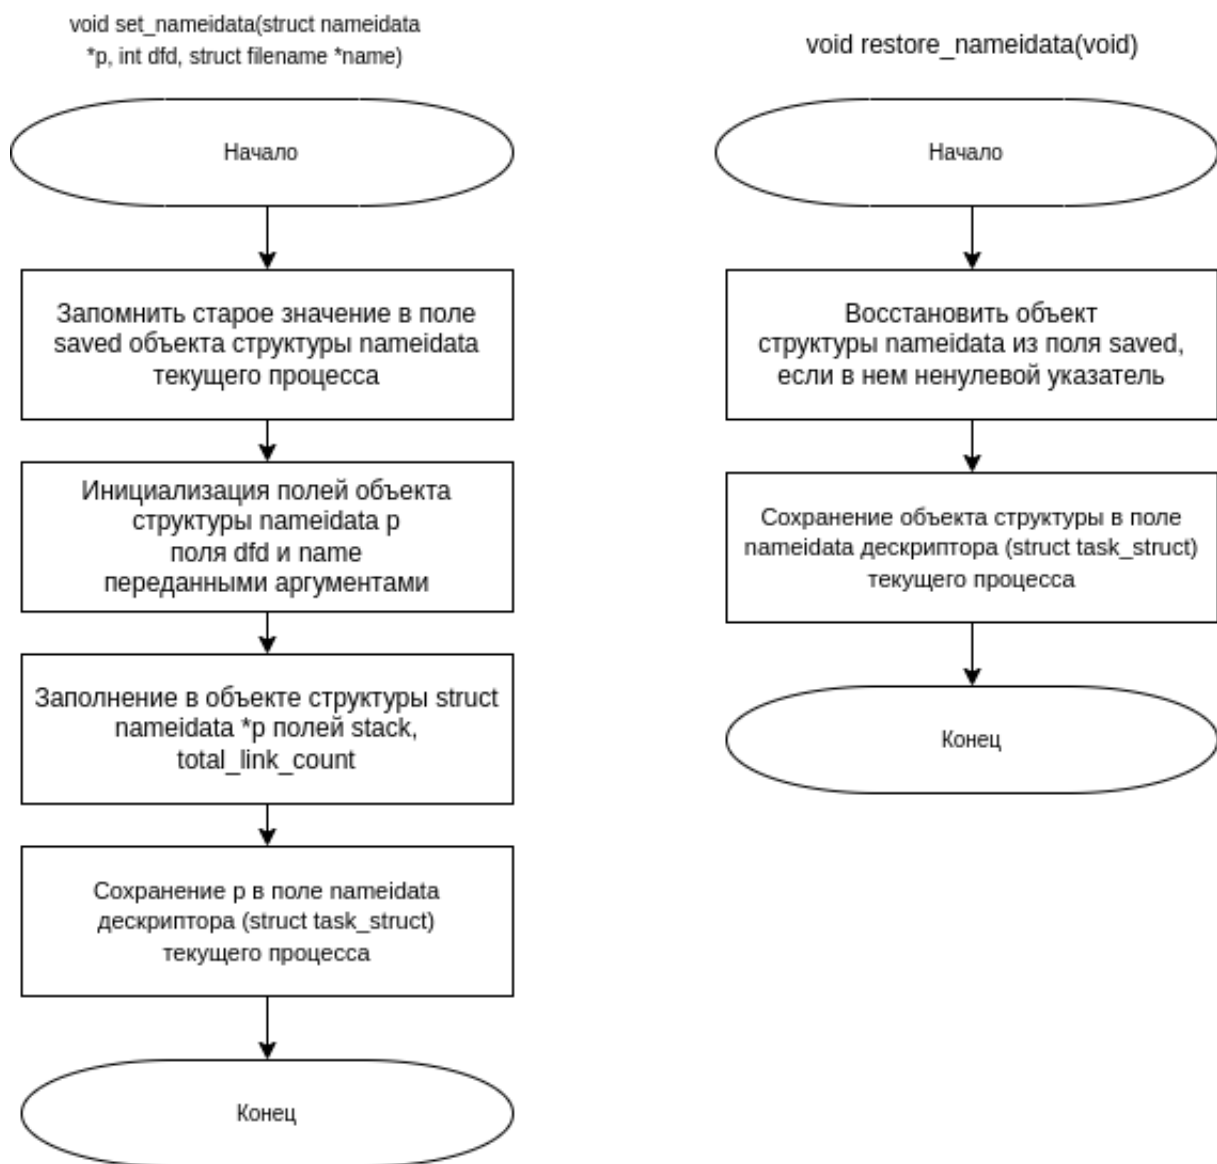 void set_nameidata(struct nameidata
*p, int dfd, struct filename *name)
Начало
Запомнить старое значение в поле
saved объекта структуры nameidata
текущего процесса
Инициализация полей объекта
структуры nameidata p
поля dfd и name
переданными аргументами
Заполнение в объекте структуры struct
nameidata *p полей stack,
total_link_count
Сохранение p в поле nameidata
дескриптора (struct task_struct)
текущего процесса
Конец
void restore_nameidata(void)
Начало
Восстановить объект
структуры nameidata из поля saved,
если в нем ненулевой указатель
Сохранение объекта структуры в поле
nameidata дескриптора (struct task_struct)
текущего процесса
Конец